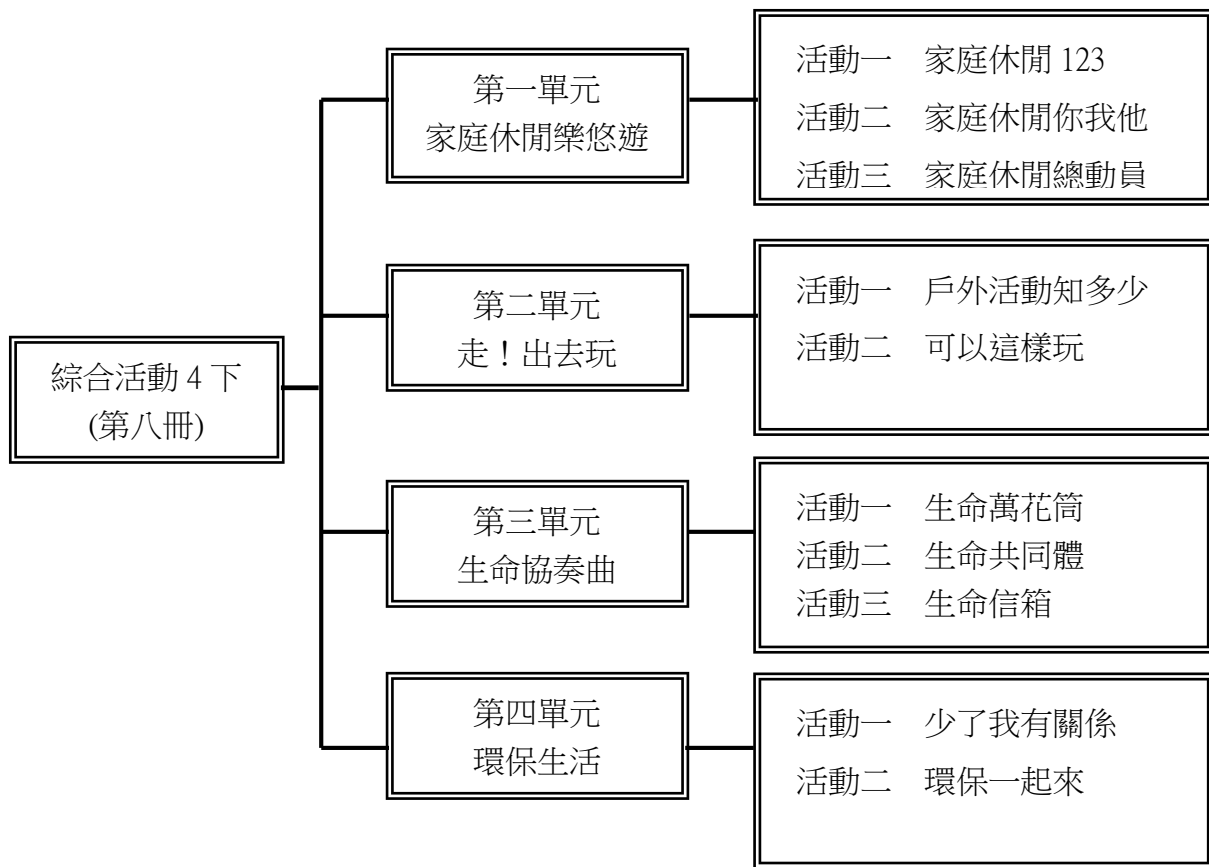 綜合活動 4 下
(第八冊)
第一單元
家庭休閒樂悠遊
活動一　家庭休閒 123
活動二　家庭休閒你我他
活動三　家庭休閒總動員
第二單元
走！出去玩
活動一　戶外活動知多少
活動二　可以這樣玩
第三單元
生命協奏曲
活動一　生命萬花筒
活動二　生命共同體
活動三　生命信箱
第四單元
環保生活
活動一　少了我有關係
活動二　環保一起來